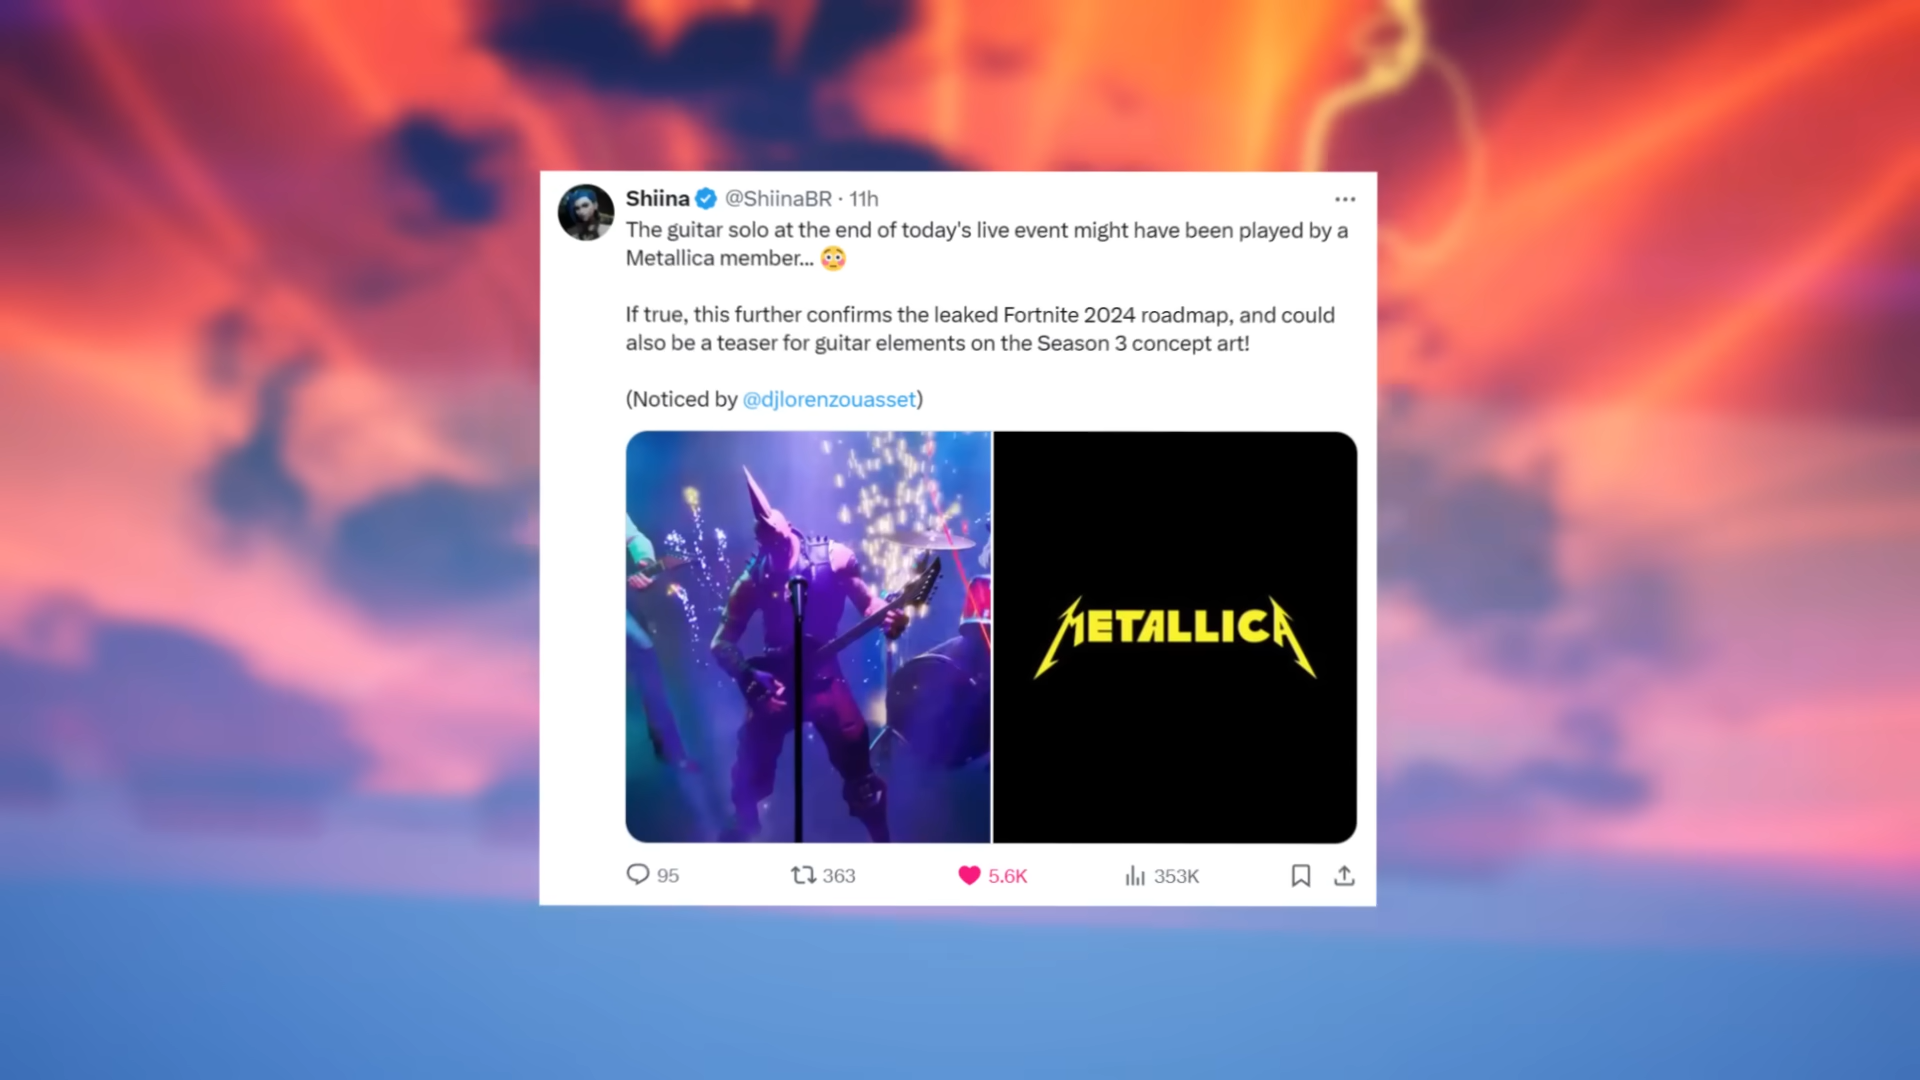 Shiina @ShiinaBR · 11h
The guitar solo at the end of today's live event might have been played by a
Metallica member... 😳
If true, this further confirms the leaked Fortnite 2024 roadmap, and could
also be a teaser for guitar elements on the Season 3 concept art!
(Noticed by @djlorenzouasset)
METALLICA
95 363 5.6K 353K